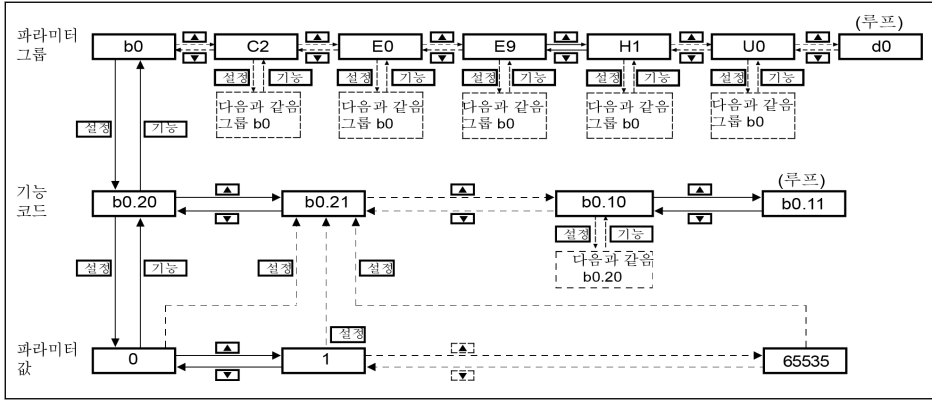 파라미터
그룹
b0
▲
▼
C2
▲
▼
E0
▲
▼
E9
▲
▼
H1
▲
▼
U0
▲
▼
(루프)
d0
설정
기능
설정
기능
설정
기능
설정
기능
설정
기능
다음과 같음
그룹 b0
다음과 같음
그룹 b0
다음과 같음
그룹 b0
다음과 같음
그룹 b0
다음과 같음
그룹 b0
설정
기능
기능
코드
b0.20
▲
▼
b0.21
▲
▼
b0.10
▲
▼
(루프)
b0.11
설정
기능
다음과 같음
b0.20
설정
기능
설정
설정
설정
파라미터
값
0
▲
▼
1
▲
▼
65535